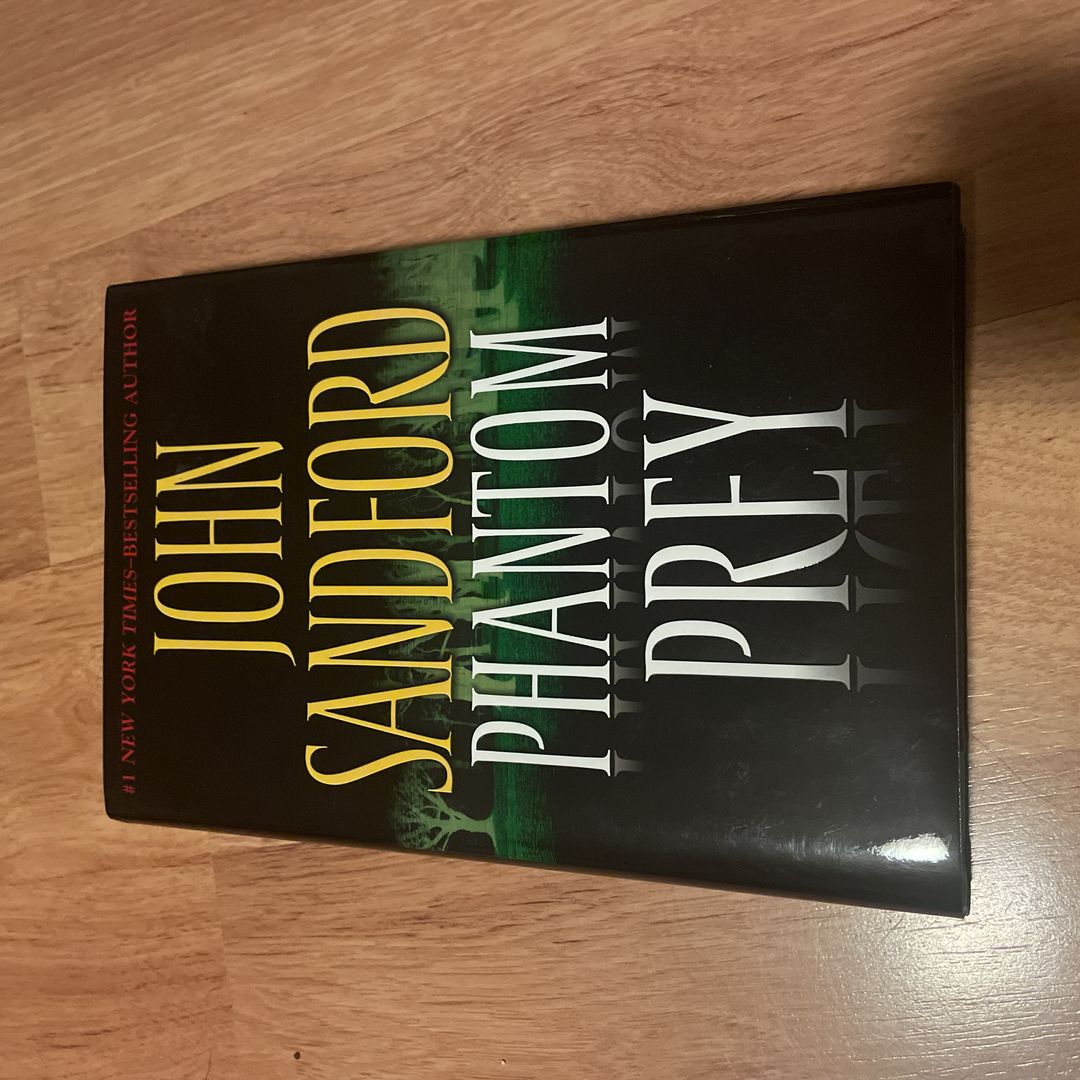 #1 NEW YORK TIMES–BESTSELLING AUTHOR
JOHN
SANDFORD
PHANTOM
PREY